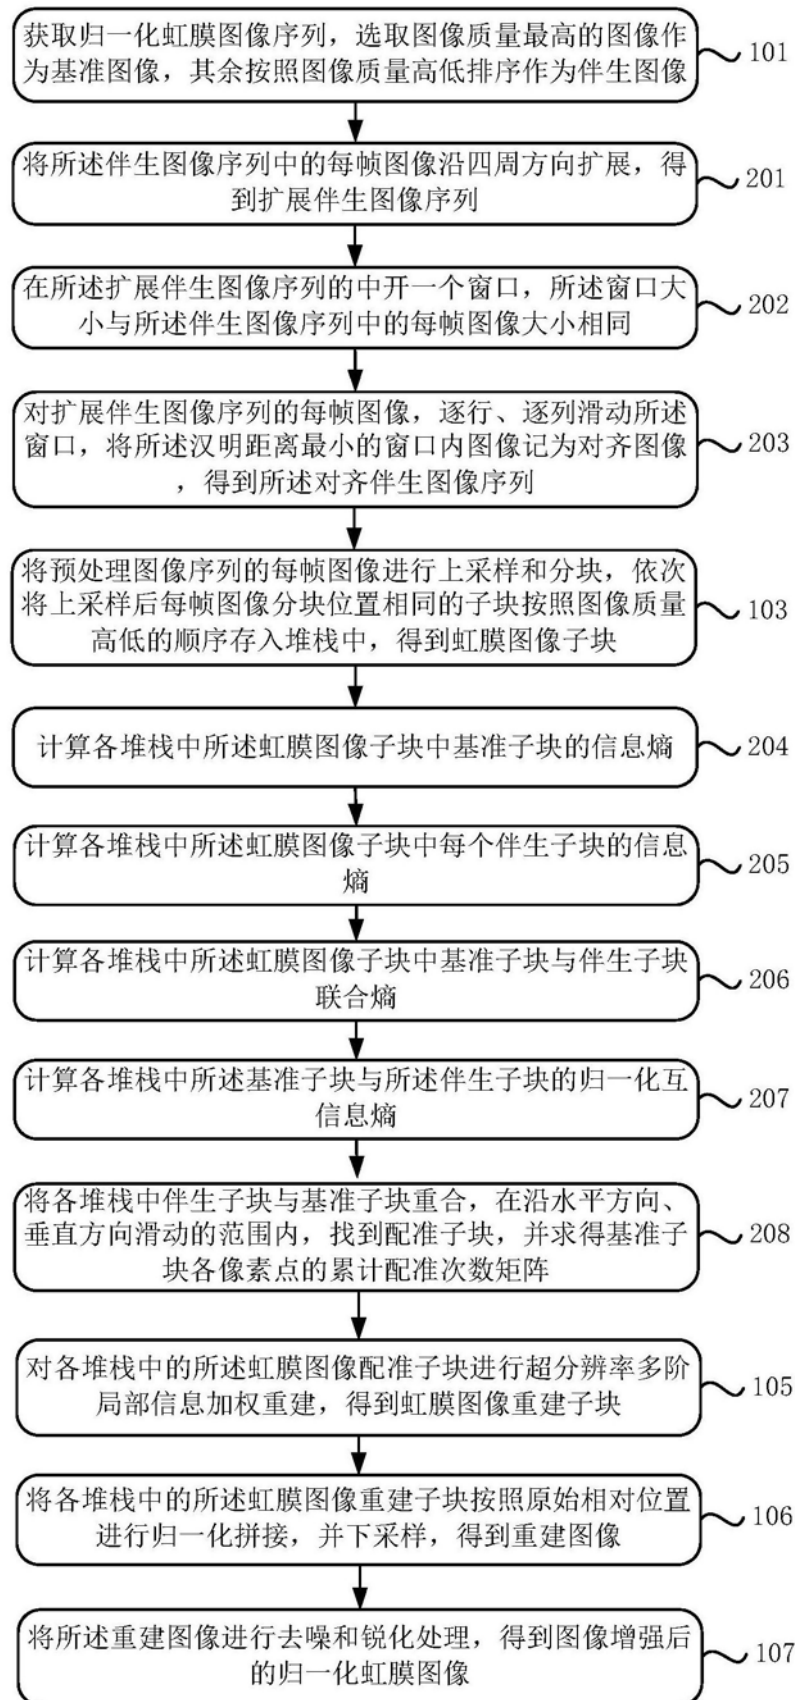 获取归一化虹膜图像序列，选取图像质量最高的图像作
为基准图像，其余按照图像质量高低排序作为伴生图像
101
将所述伴生图像序列中的每帧图像沿四周方向扩展，得
到扩展伴生图像序列
201
在所述扩展伴生图像序列的中开一个窗口，所述窗口大
小与所述伴生图像序列中的每帧图像大小相同
202
对扩展伴生图像序列的每帧图像，逐行、逐列滑动所述
窗口，将所述汉明距离最小的窗口内图像记为对齐图像
，得到所述对齐伴生图像序列
203
将预处理图像序列的每帧图像进行上采样和分块，依次
将上采样后每帧图像分块位置相同的子块按照图像质量
高低的顺序存入堆栈中，得到虹膜图像子块
103
计算各堆栈中所述虹膜图像子块中基准子块的信息熵
204
计算各堆栈中所述虹膜图像子块中每个伴生子块的信息
熵
205
计算各堆栈中所述虹膜图像子块中基准子块与伴生子块
联合熵
206
计算各堆栈中所述基准子块与所述伴生子块的归一化互
信息熵
207
将各堆栈中伴生子块与基准子块重合，在沿水平方向、
垂直方向滑动的范围内，找到配准子块，并求得基准子
块各像素点的累计配准次数矩阵
208
对各堆栈中的所述虹膜图像配准子块进行超分辨率多阶
局部信息加权重建，得到虹膜图像重建子块
105
将各堆栈中的所述虹膜图像重建子块按照原始相对位置
进行归一化拼接，并下采样，得到重建图像
106
将所述重建图像进行去噪和锐化处理，得到图像增强后
的归一化虹膜图像
107